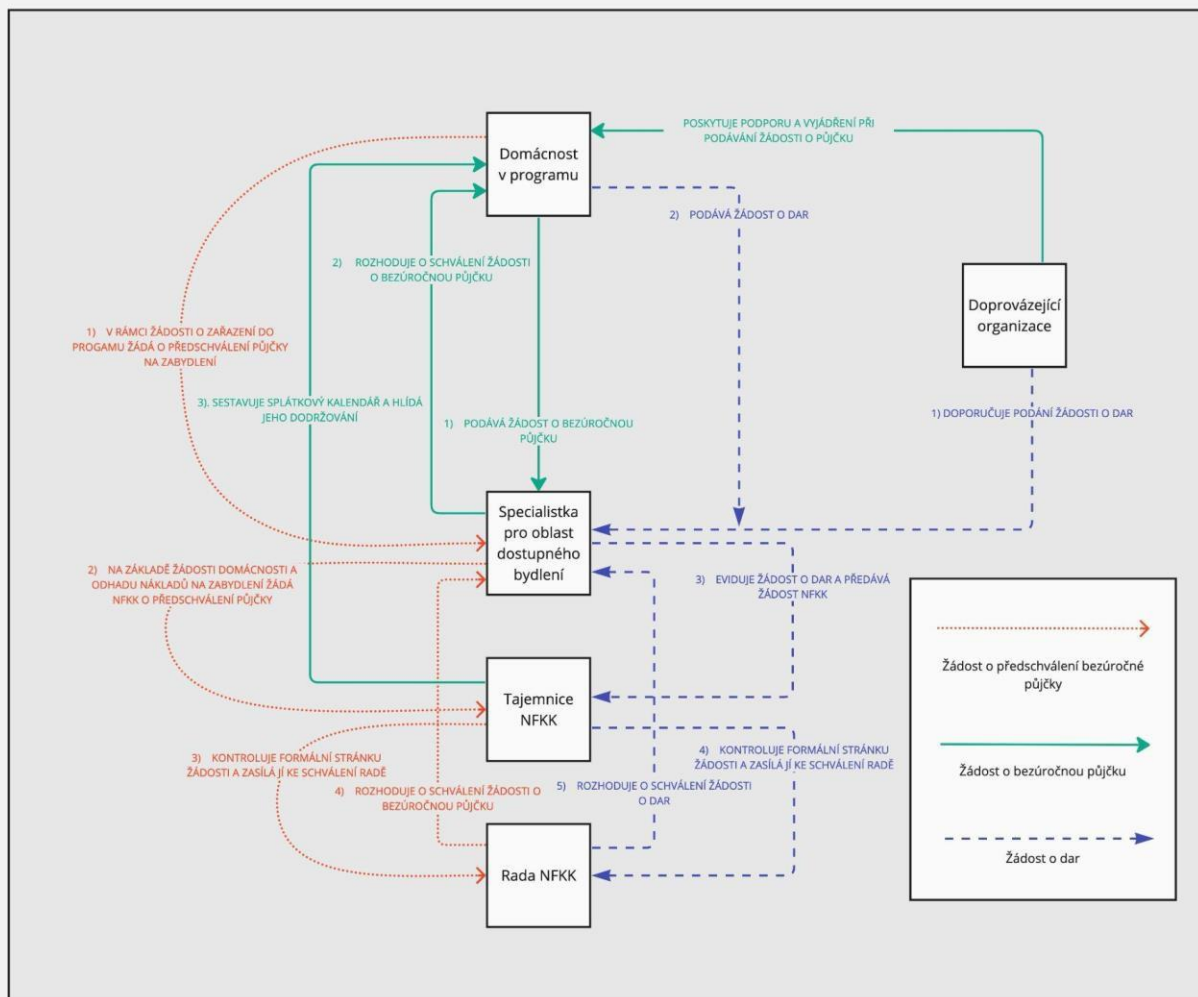 POSKYTUJE PODPORU A VYJÁDŘENÍ PŘI
PODÁVÁNÍ ŽÁDOSTI O PŮJČKU
Domácnost
v programu
2) PODÁVÁ ŽÁDOST O DAR
2) ROZHODUJE O SCHVÁLENÍ ŽÁDOSTI
O BEZÚROČNOU PŮJČKU
Doprovázející
organizace
1) V RÁMCI ŽÁDOSTI O ZAŘAZENÍ DO
PROGAMU ŽÁDÁ O PŘEDSCHVÁLENÍ PŮJČKY
NA ZABYDLENÍ
3). SESTAVUJE SPLÁTKOVÝ KALENDÁŘ A HLÍDÁ
JEHO DODRŽOVÁNÍ
1) PODÁVÁ ŽÁDOST O BEZÚROČNOU
PŮJČKU
1) DOPORUČUJE PODÁNÍ ŽÁDOSTI O DAR
Specialistka
pro oblast
dostupného
bydlení
2) NA ZÁKLADĚ ŽÁDOSTI DOMÁCNOSTI A
ODHADU NÁKLADŮ NA ZABYDLENÍ ŽÁDÁ
NFKK O PŘEDSCHVÁLENÍ PŮJČKY
3) EVIDUJE ŽÁDOST O DAR A PŘEDÁVÁ
ŽÁDOST NFKK
Tajemnice
NFKK
3) KONTROLUJE FORMÁLNÍ STRÁNKU
ŽÁDOSTI A ZASÍLÁ JÍ KE SCHVÁLENÍ RADĚ
4) KONTROLUJE FORMÁLNÍ STRÁNKU
ŽÁDOSTI A ZASÍLÁ JÍ KE SCHVÁLENÍ RADĚ
4) ROZHODUJE O SCHVÁLENÍ ŽÁDOSTI O
BEZÚROČNOU PŮJČKU
5) ROZHODUJE O SCHVÁLENÍ ŽÁDOSTI
O DAR
Rada NFKK
Žádost o předschválení bezúročné
půjčky
Žádost o bezúročnou půjčku
Žádost o dar